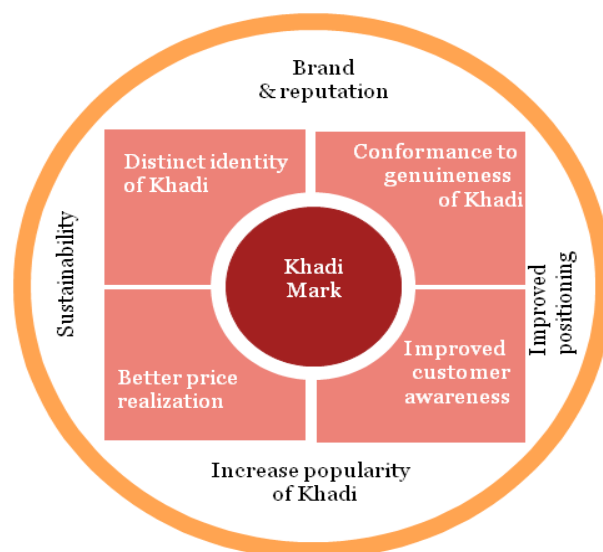 Brand
& reputation
Distinct identity
of Khadi
Conformance to
genuineness
of Khadi
Sustainability
Khadi
Mark
Improved
positioning
Better price
realization
Improved
customer
awareness
Increase popularity
of Khadi